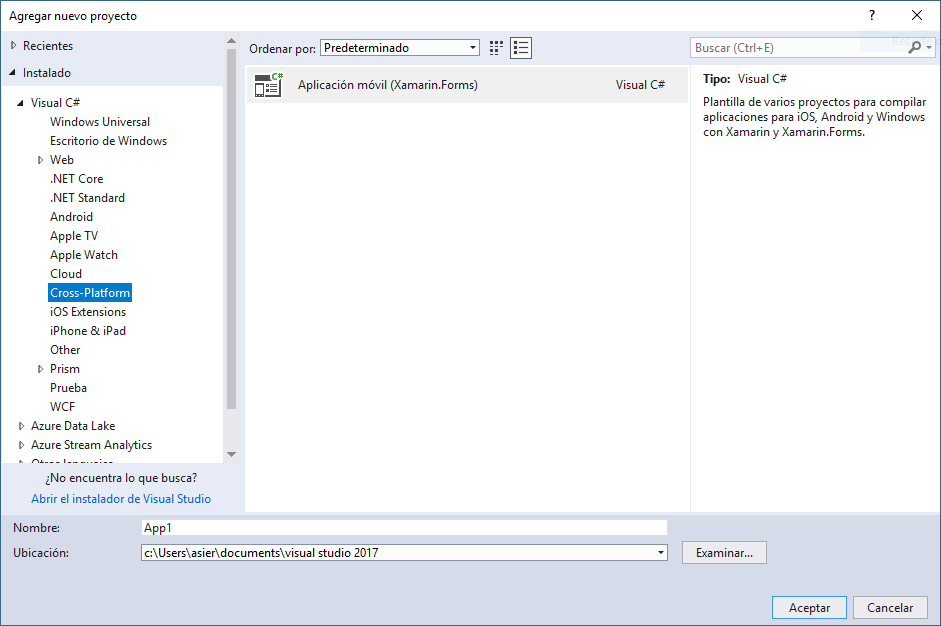 Agregar nuevo proyecto
?
Recientes
Instalado
Visual C#
Windows Universal
Escritorio de Windows
Web
.NET Core
.NET Standard
Android
Apple TV
Apple Watch
Cloud
Cross-Platform
iOS Extensions
iPhone & iPad
Other
Prism
Prueba
WCF
Azure Data Lake
Azure Stream Analytics
¿No encuentra lo que busca?
Abrir el instalador de Visual Studio
Ordenar por: Predeterminado
C# Aplicación móvil (Xamarin.Forms) Visual C#
Buscar (Ctrl+E)
Tipo: Visual C#
Plantilla de varios proyectos para compilar
aplicaciones para iOS, Android y Windows
con Xamarin y Xamarin.Forms.
Nombre: App1
Ubicación: c:\Users\asier\documents\visual studio 2017
Examinar...
Aceptar Cancelar